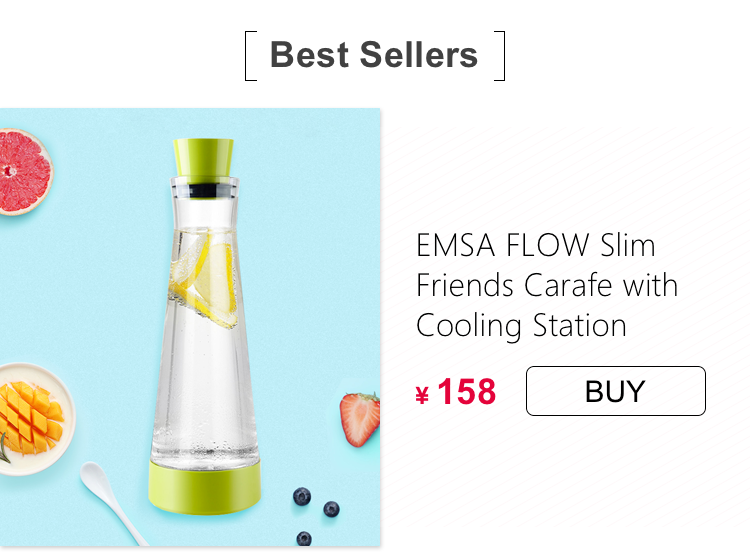 Best Sellers
EMSA FLOW Slim
Friends Carafe with
Cooling Station
¥ 158
BUY